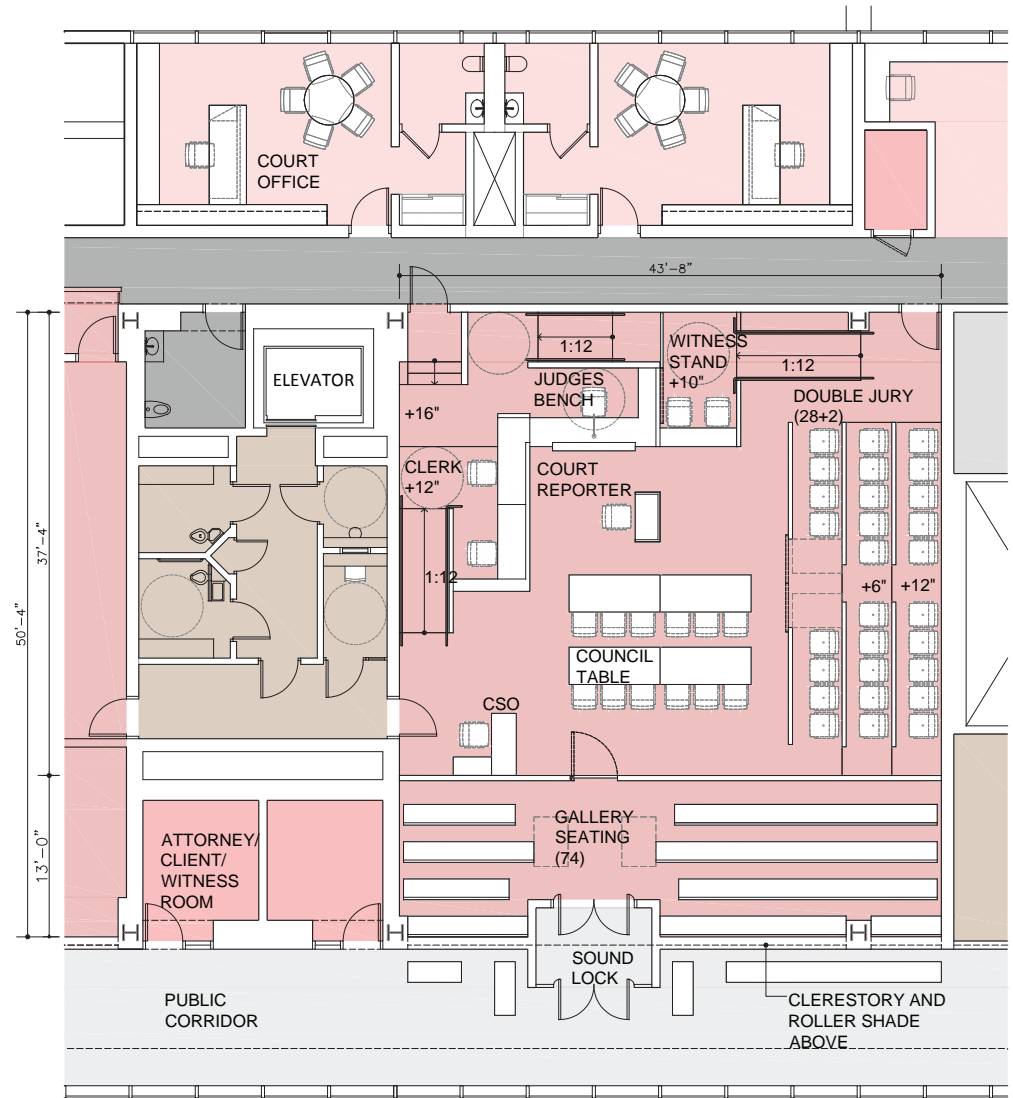 COURT
OFFICE
43'-8"
1:12
WITNESS
STAND
+10"
1:12
ELEVATOR
JUDGES
BENCH
DOUBLE JURY
(28+2)
+16"
CLERK
+12"
COURT
REPORTER
37'-4"
50'-4"
1:12
+6"
+12"
COUNCIL
TABLE
CSO
13'-0"
GALLERY
SEATING
(74)
ATTORNEY/
CLIENT/
WITNESS
ROOM
SOUND
LOCK
PUBLIC
CORRIDOR
CLERESTORY AND
ROLLER SHADE
ABOVE